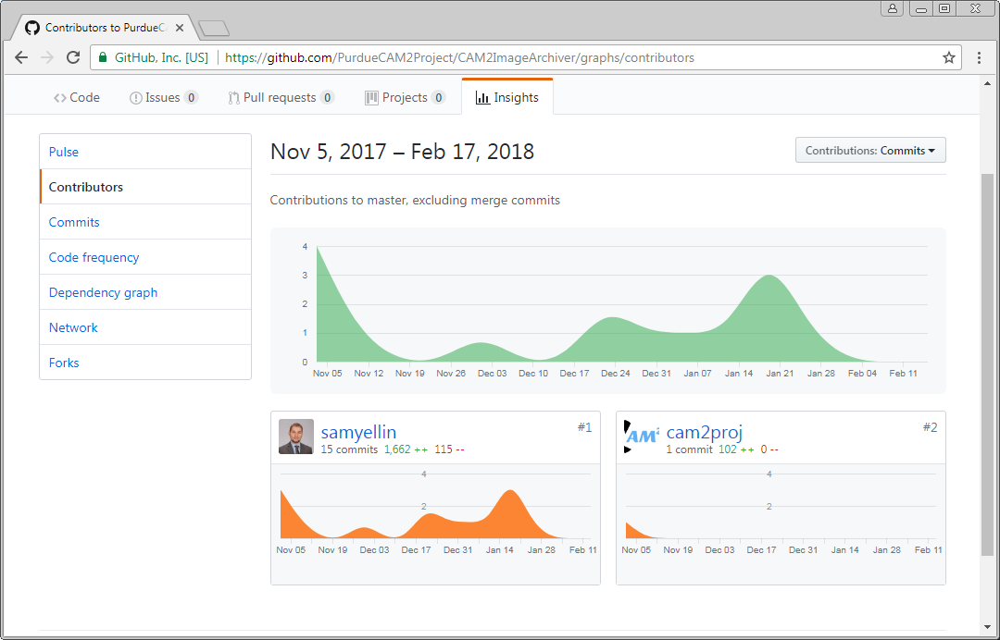 Contributors to PurdueCA
GitHub, Inc. [US] https://github.com/PurdueCAM2Project/CAM2ImageArchiver/graphs/contributors
Code Issues 0 Pull requests 0 Projects 0 Insights
Pulse
Contributors
Commits
Code frequency
Dependency graph
Network
Forks
Nov 5, 2017 – Feb 17, 2018
Contributions: Commits
Contributions to master, excluding merge commits
4
3
2
1
0
Nov 05 Nov 12 Nov 19 Nov 26 Dec 03 Dec 10 Dec 17 Dec 24 Dec 31 Jan 07 Jan 14 Jan 21 Jan 28 Feb 04 Feb 11
samyellin #1
15 commits 1,662 ++ 115 --
4
2
Nov 05 Nov 19 Dec 03 Dec 17 Dec 31 Jan 14 Jan 28 Feb 11
AM²
cam2proj #2
1 commit 102 ++ 0 --
4
2
Nov 05 Nov 19 Dec 03 Dec 17 Dec 31 Jan 14 Jan 28 Feb 11